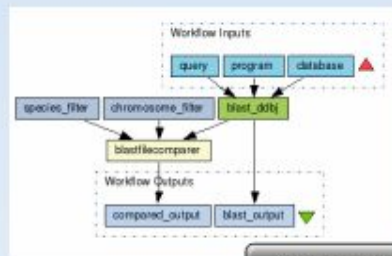 Workflow Inputs
query program database
species_filter chromosome_filter blast_ddbj
blastfilecomparer
Workflow Outputs
compared_output blast_output